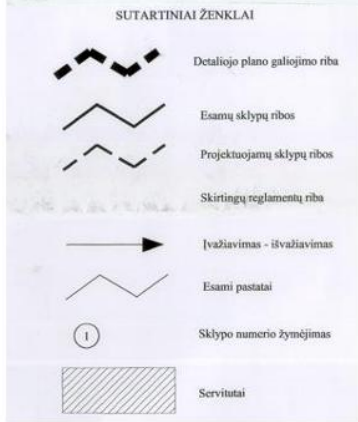 SUTARTINIAI ŽENKLAI
Detaliojo plano galiojimo riba
Esamų sklypų ribos
Projektuojamų sklypų ribos
Skirtingų reglamentų riba
Įvažiavimas - išvažiavimas
Esami pastatai
1 Sklypo numerio žymėjimas
Servitutai